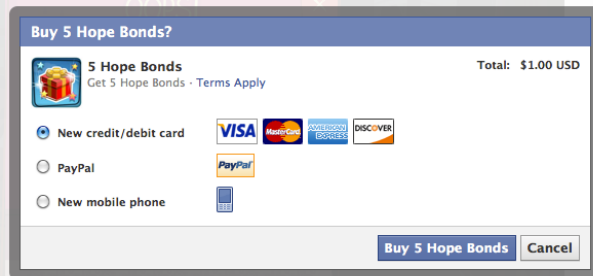 Buy 5 Hope Bonds?
5 Hope Bonds Total: $1.00 USD
Get 5 Hope Bonds · Terms Apply
New credit/debit card VISA MasterCard AMERICAN EXPRESS DISCOVER
PayPal PayPal
New mobile phone
Buy 5 Hope Bonds Cancel